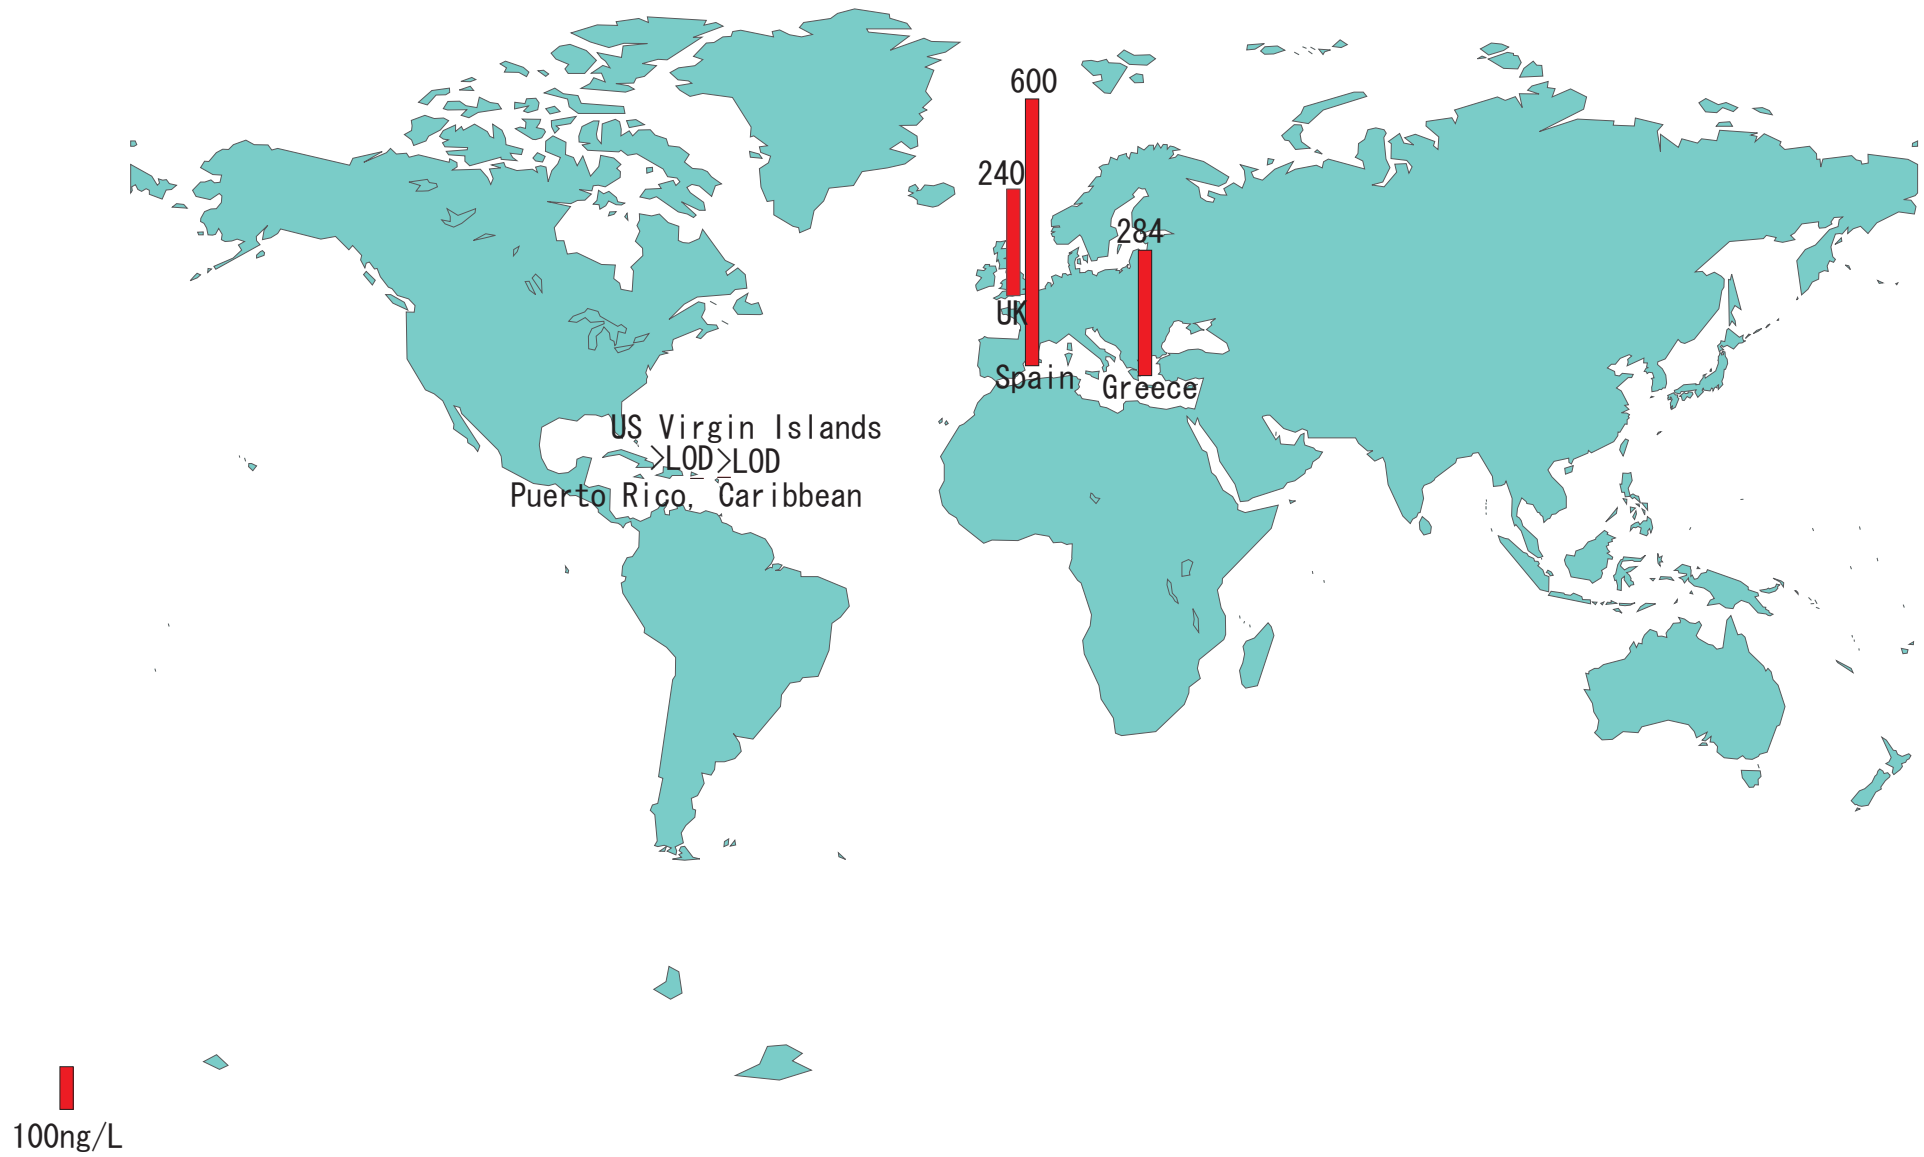 600
240
284
UK
Spain
Greece
US Virgin Islands
>LOD >LOD
Puerto Rico, Caribbean
100ng/L